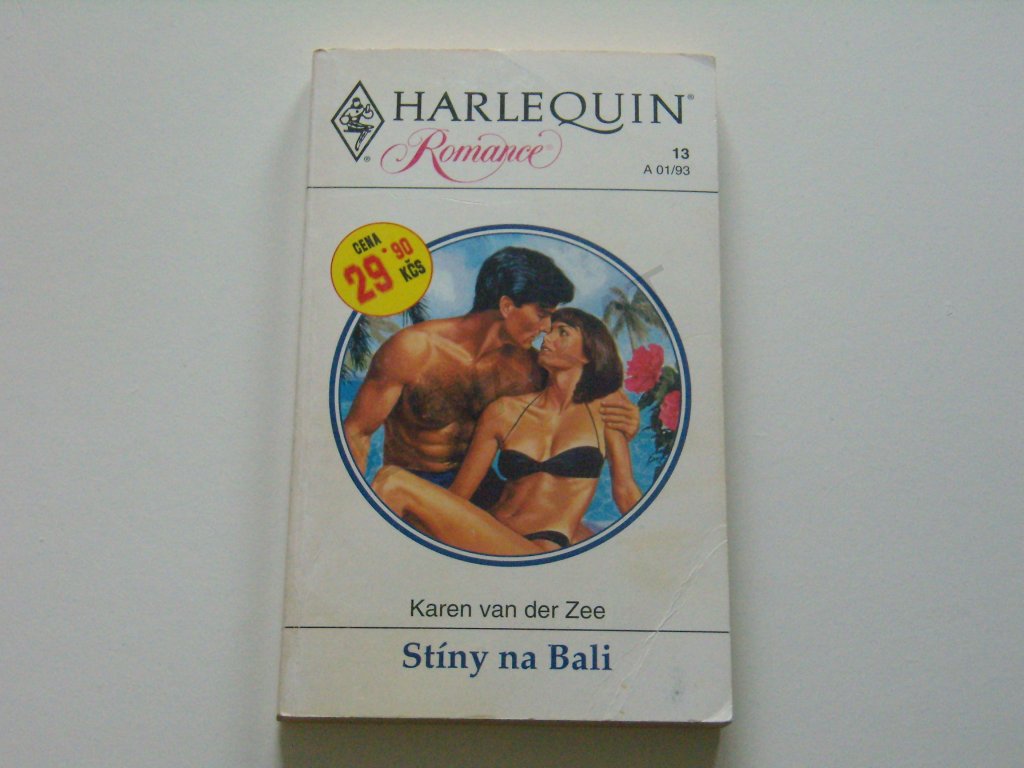 HARLEQUIN®
Romance®
®
13
A 01/93
CENA
29·90
KČS
Karen van der Zee
Stíny na Bali